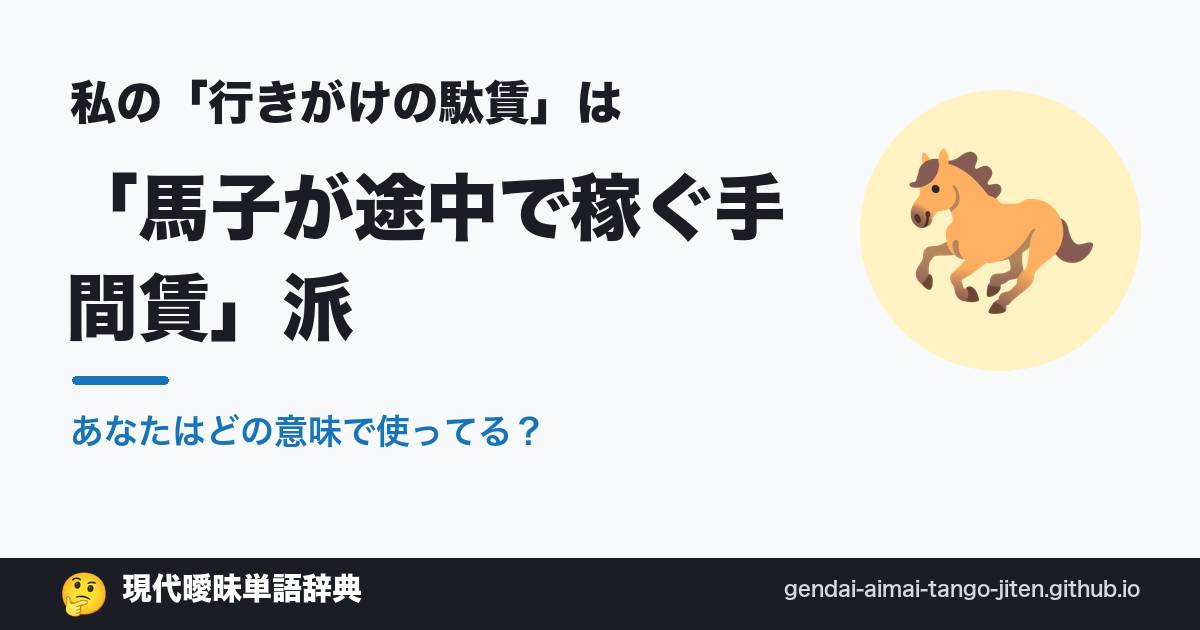 私の「行きがけの駄賃」は
「馬子が途中で稼ぐ手
間賃」派
あなたはどの意味で使ってる？
現代曖昧単語辞典
gendai-aimai-tango-jiten.github.io